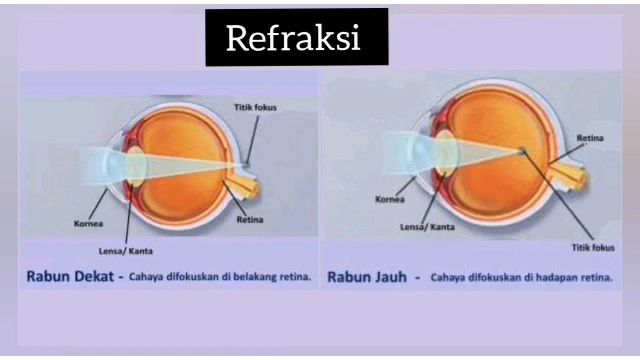 Refraksi
Titik fokus
Kornea
Lensa/ Kanta
Retina
Rabun Dekat - Cahaya difokuskan di belakang retina.
Retina
Kornea
Lensa/ Kanta
Titik fokus
Rabun Jauh - Cahaya difokuskan di hadapan retina.